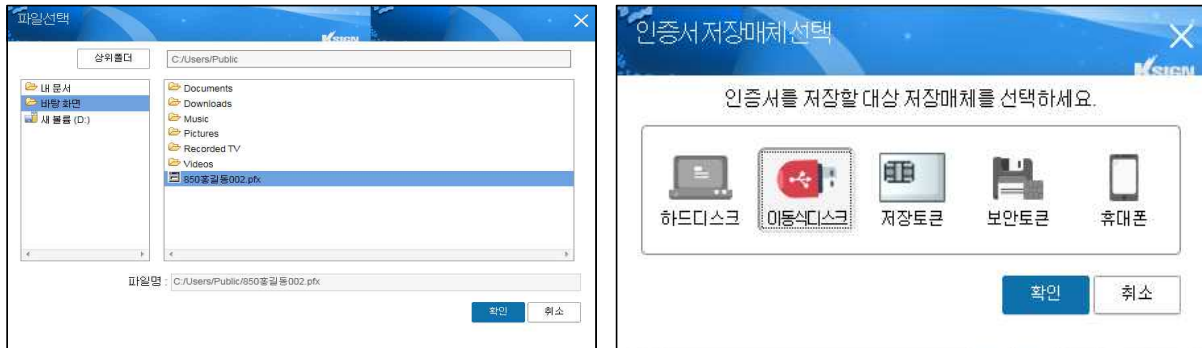 파일선택
KSIGN
상위폴더
C:/Users/Public
내 문서
바탕 화면
새 볼륨 (D:)
Documents
Downloads
Music
Pictures
Recorded TV
Videos
850홍길동002.pfx
파일명 : C:/Users/Public/850홍길동002.pfx
확인
취소
인증서저장매체선택
KSIGN
인증서를 저장할 대상 저장매체를 선택하세요.
하드디스크
이동식디스크
저장토큰
보안토큰
휴대폰
확인
취소